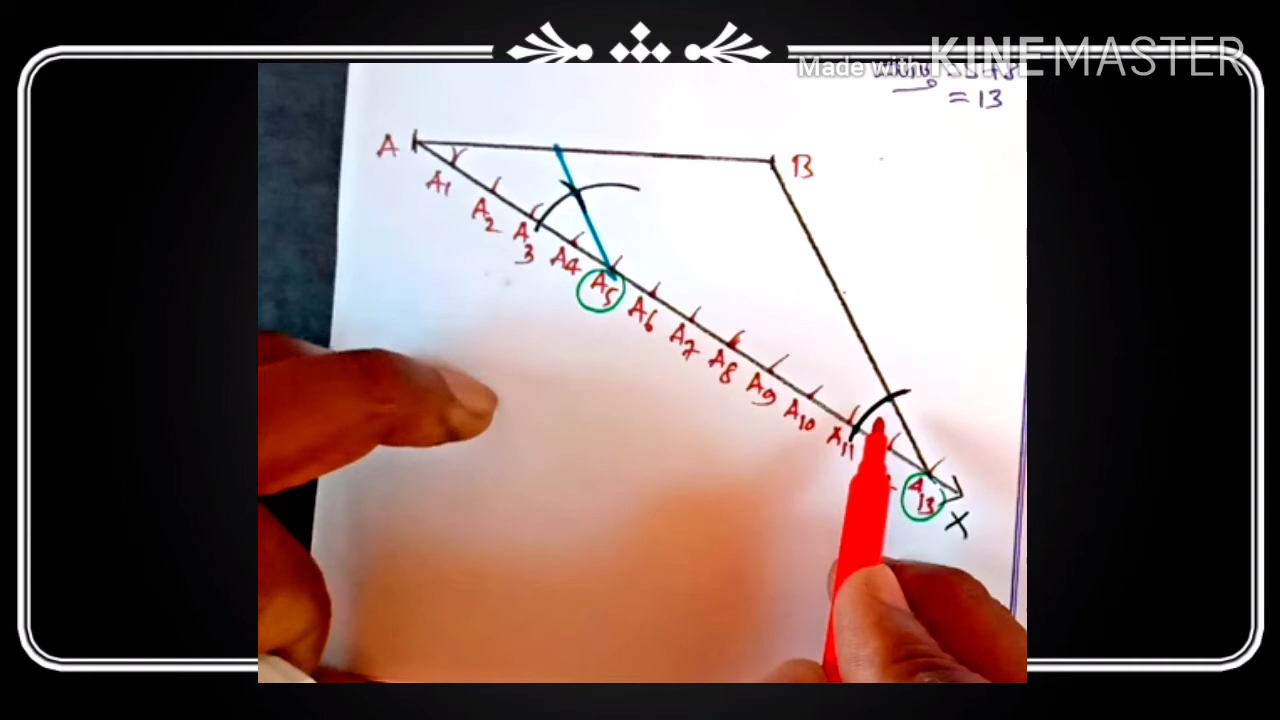 Made with KINEMASTER
= 13
A
B
A1
A2
A3
A4
A5
A6
A7
A8
A9
A10
A11
A13
X